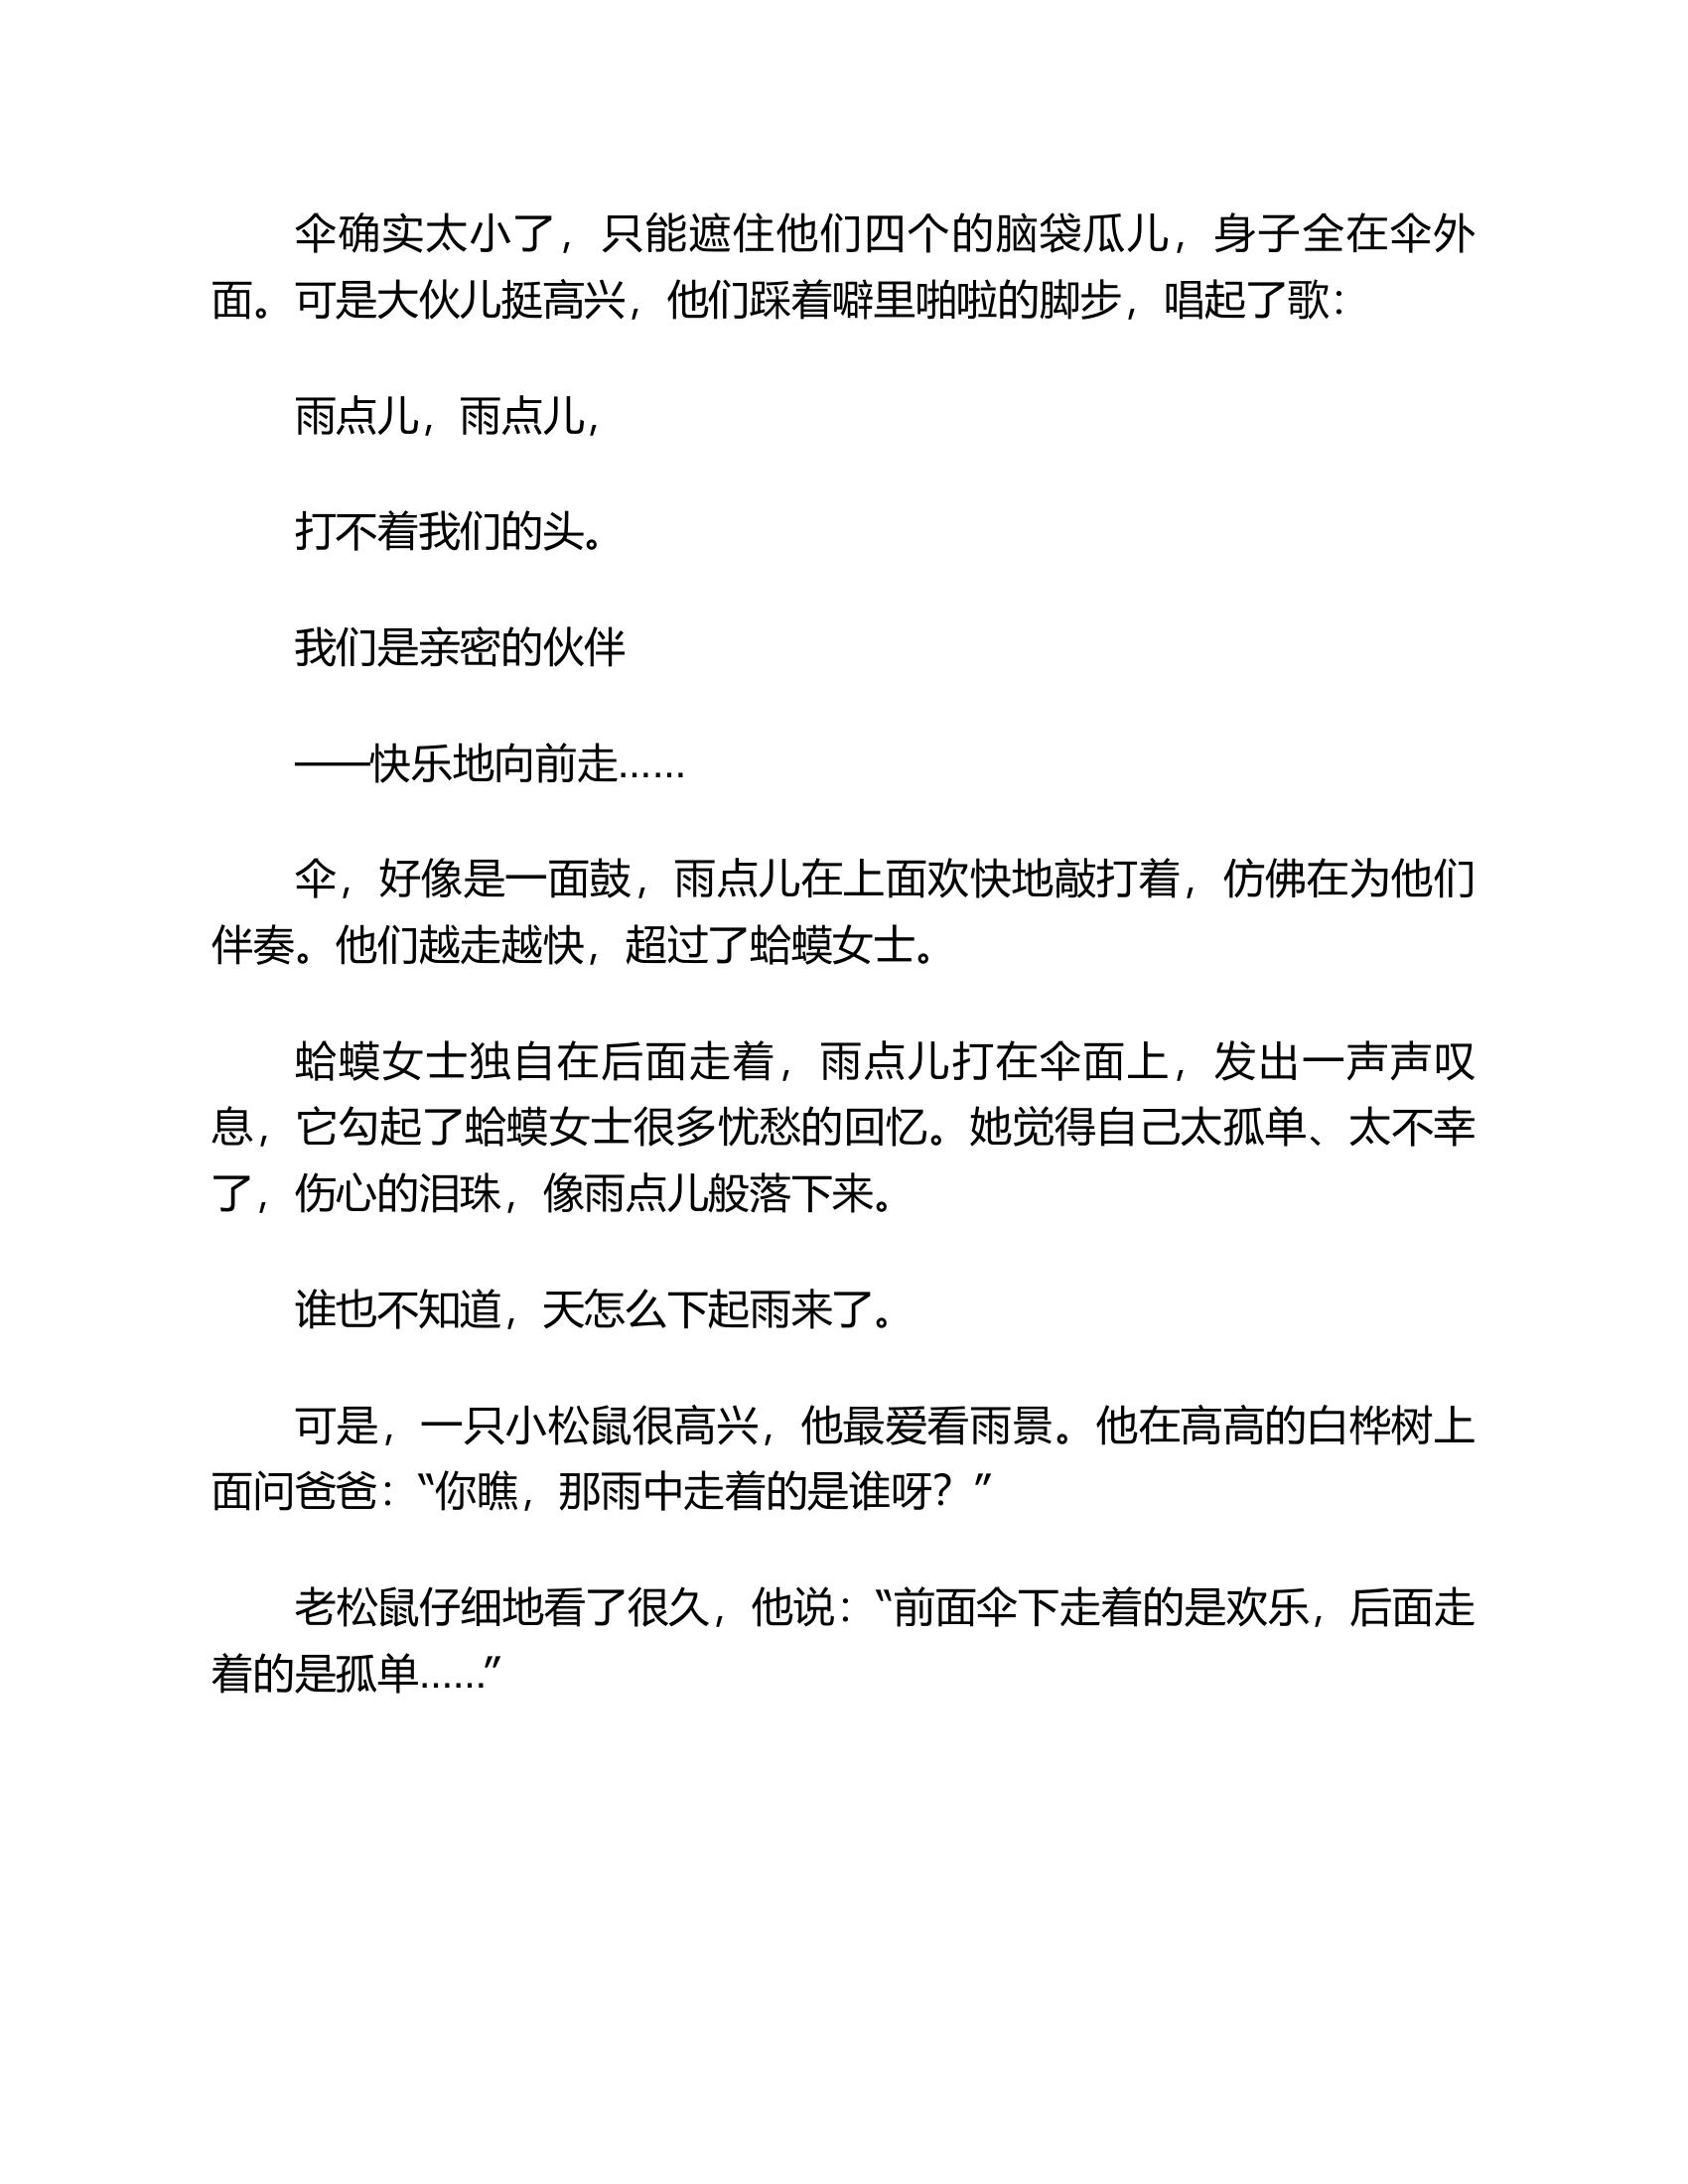 伞确实太小了，只能遮住他们四个的脑袋瓜儿，身子全在伞外
面。可是大伙儿挺高兴，他们踩着噼里啪啦的脚步，唱起了歌：
雨点儿，雨点儿，
打不着我们的头。
我们是亲密的伙伴
——快乐地向前走……
伞，好像是一面鼓，雨点儿在上面欢快地敲打着，仿佛在为他们
伴奏。他们越走越快，超过了蛤蟆女士。
蛤蟆女士独自在后面走着，雨点儿打在伞面上，发出一声声叹
息，它勾起了蛤蟆女士很多忧愁的回忆。她觉得自己太孤单、太不幸
了，伤心的泪珠，像雨点儿般落下来。
谁也不知道，天怎么下起雨来了。
可是，一只小松鼠很高兴，他最爱看雨景。他在高高的白桦树上
面问爸爸：“你瞧，那雨中走着的是谁呀？”
老松鼠仔细地看了很久，他说：“前面伞下走着的是欢乐，后面走
着的是孤单……”